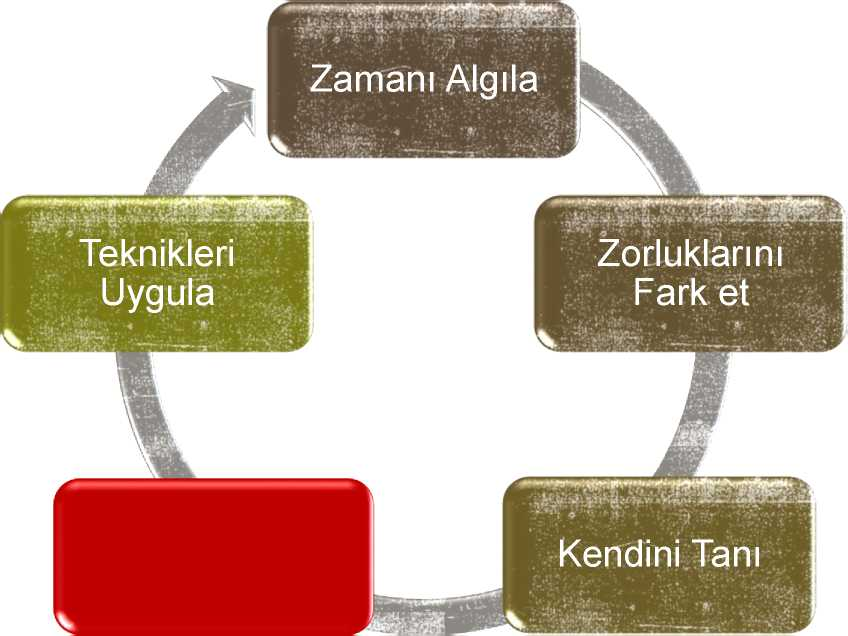 Zamanı Algıla
Zorluklarını
Fark et
Kendini Tanı
Teknikleri
Uygula